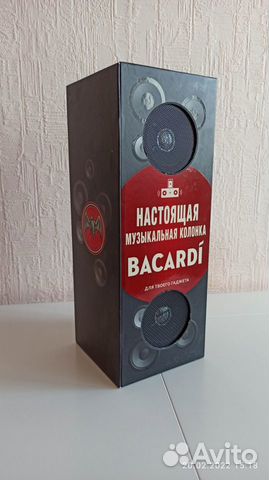 НАСТОЯЩАЯ
МУЗЫКАЛЬНАЯ КОЛОНКА
BACARDÍ
ДЛЯ ТВОЕГО ГАДЖЕТА
20/02/2022 15:18
Avito